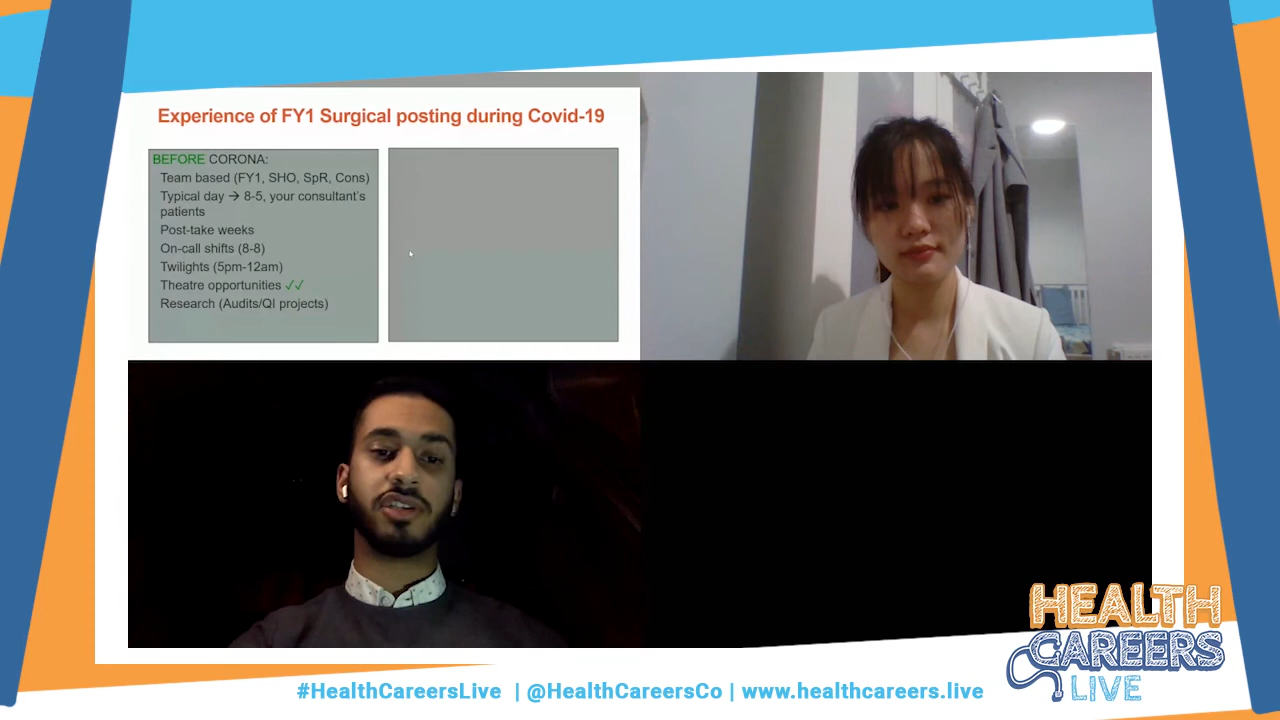 Experience of FY1 Surgical posting during Covid-19
BEFORE CORONA:
Team based (FY1, SHO, SpR, Cons)
Typical day → 8-5, your consultant's
patients
Post-take weeks
On-call shifts (8-8)
Twilights (5pm-12am)
Theatre opportunities ✓✓
Research (Audits/QI projects)
HEALTH
CAREERS
LIVE
#HealthCareersLive | @HealthCareersCo | www.healthcareers.live